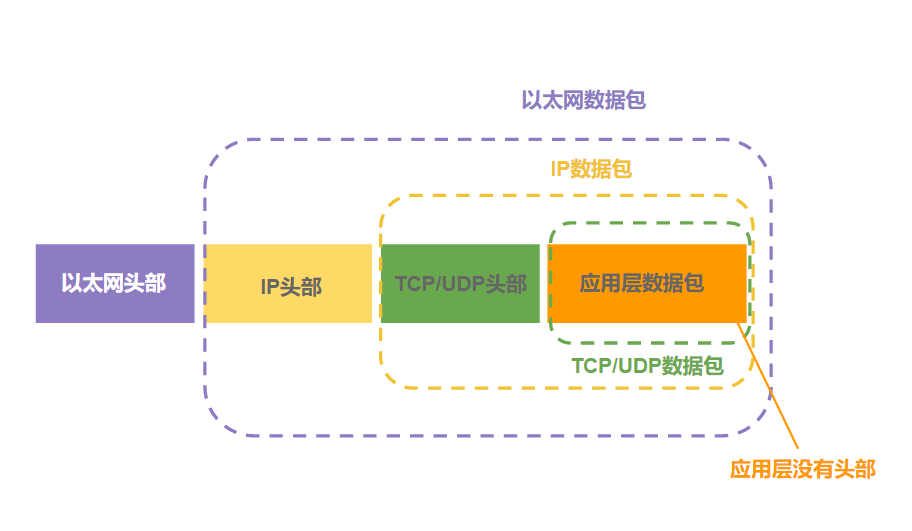 以太网数据包
IP数据包
以太网头部
IP头部
TCP/UDP头部
应用层数据包
TCP/UDP数据包
应用层没有头部